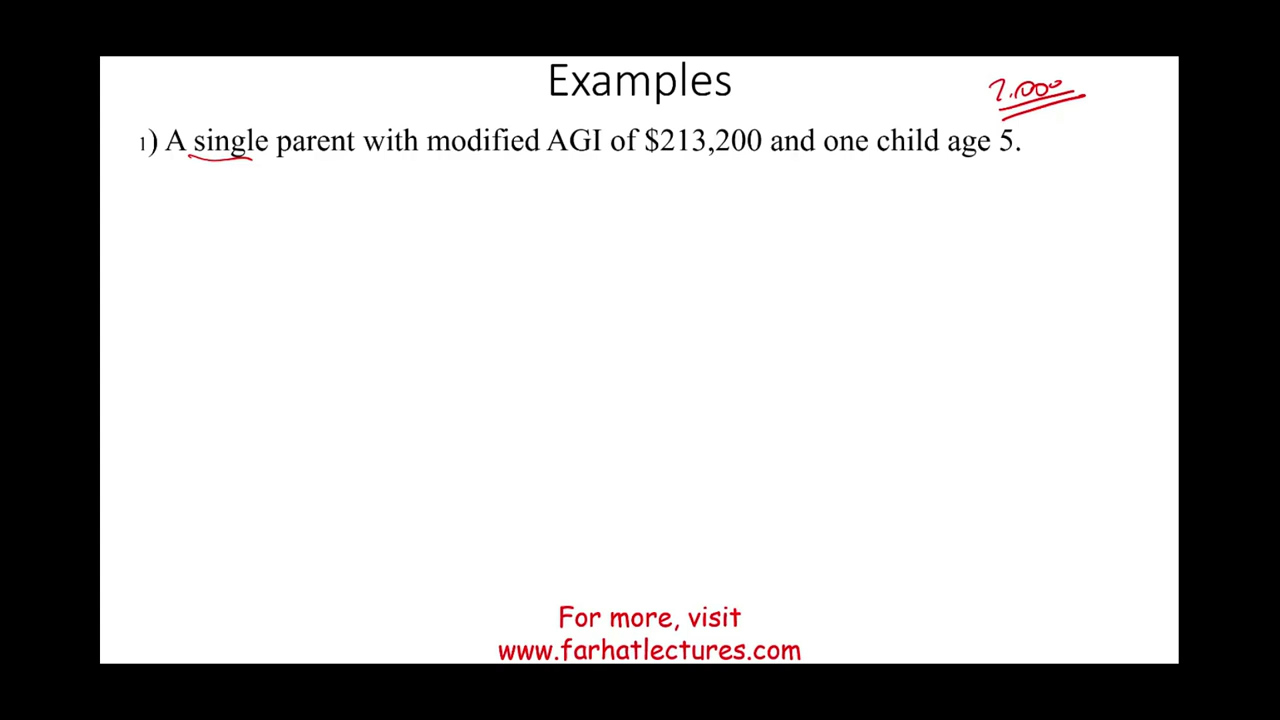 Examples
2.000
1) A single parent with modified AGI of $213,200 and one child age 5.
For more, visit
www.farhatlectures.com